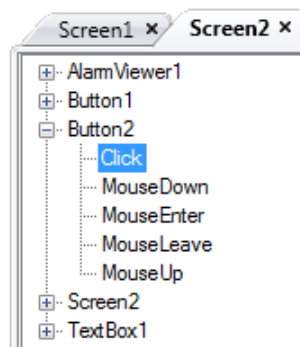 Screen1 × Screen2 ×
AlarmViewer1
Button1
Button2
Click
MouseDown
MouseEnter
MouseLeave
MouseUp
Screen2
TextBox1